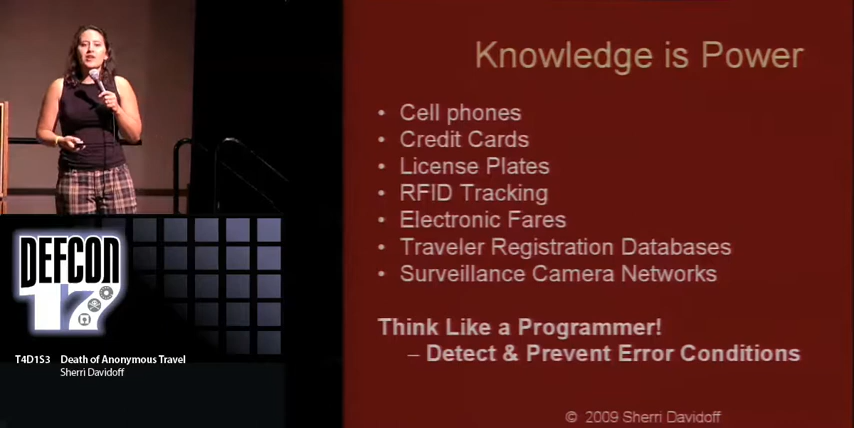 Knowledge is Power
• Cell phones
• Credit Cards
• License Plates
• RFID Tracking
• Electronic Fares
• Traveler Registration Databases
• Surveillance Camera Networks
Think Like a Programmer!
– Detect & Prevent Error Conditions
© 2009 Sherri Davidoff
DEFCON
17
T4D1S3 Death of Anonymous Travel
Sherri Davidoff